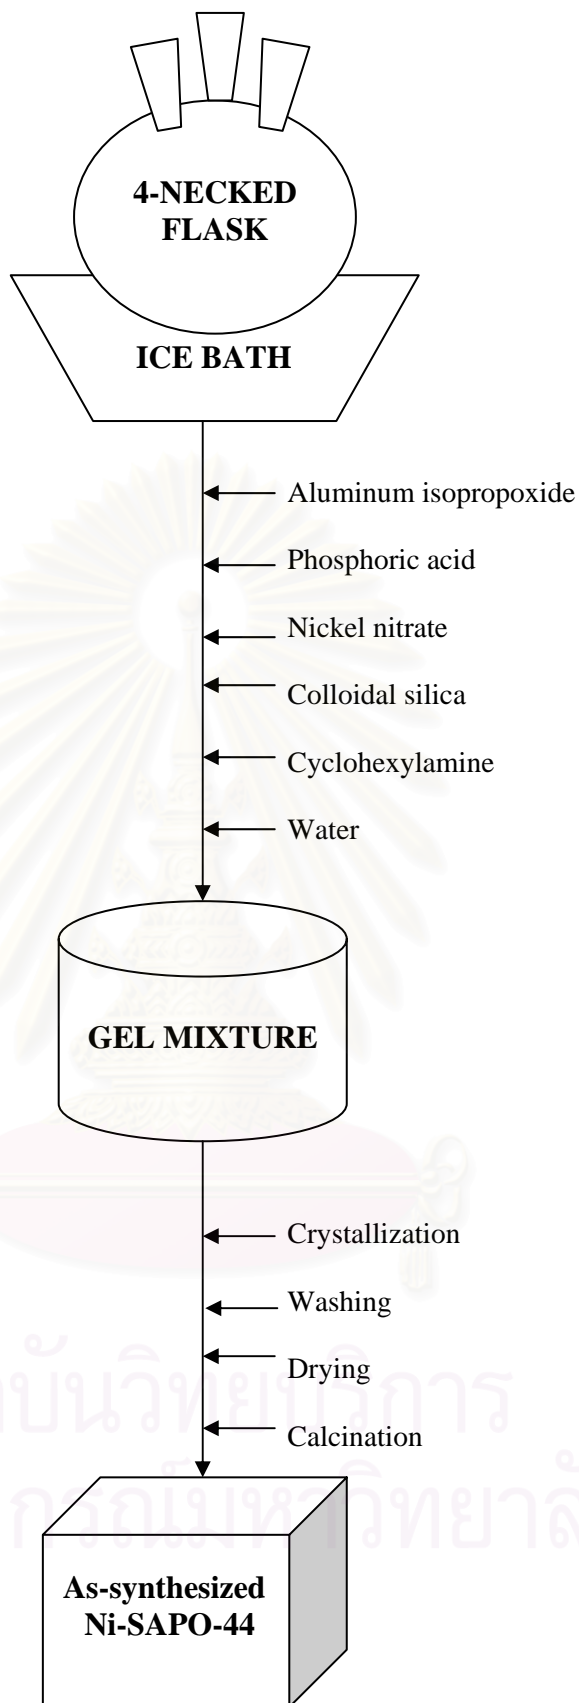 4-NECKED
FLASK
ICE BATH
Aluminum isopropoxide
Phosphoric acid
Nickel nitrate
Colloidal silica
Cyclohexylamine
Water
GEL MIXTURE
Crystallization
Washing
Drying
Calcination
As-synthesized
Ni-SAPO-44